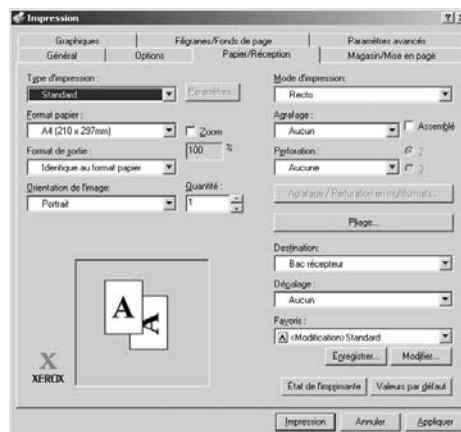 Impression
Graphiques
Filigranes/Fonds de page
Paramètres avancés
Général
Options
Papier/Réception
Magasin/Mise en page
Type d'impression :
Standard
Paramètres...
Format papier :
A4 (210 x 297mm)
Zoom
100 %
Format de sortie :
Identique au format papier
Orientation de l'image:
Portrait
Quantité :
1
A
A
X
XEROX
Mode d'impression:
Recto
Agrafage :
Aucun
Assemblé
Perforation :
Aucune
2
3
Agrafage / Perforation en multiformats...
Pliage...
Destination:
Bac récepteur
Décalage :
Aucun
Favoris :
A <Modification>Standard
Enregistrer...
Modifier...
État de l'imprimante
Valeurs par défaut
Impression
Annuler
Appliquer